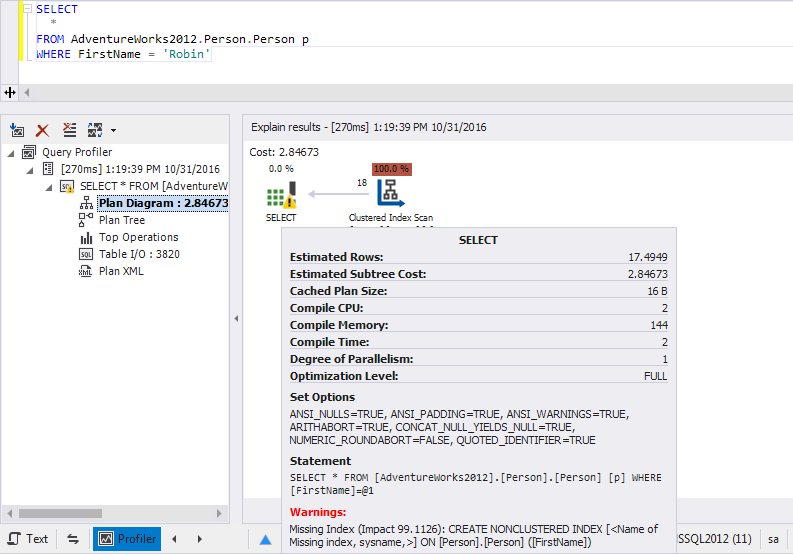 SELECT
*
FROM AdventureWorks2012.Person.Person p
WHERE FirstName = 'Robin'
Query Profiler
[270ms] 1:19:39 PM 10/31/2016
SELECT * FROM [AdventureW
Plan Diagram : 2.84673
Plan Tree
Top Operations
Table I/O : 3820
Plan XML
Explain results - [270ms] 1:19:39 PM 10/31/2016
Cost: 2.84673
0.0 %
100.0 %
18
SELECT
Clustered Index Scan
SELECT
Estimated Rows: 17.4949
Estimated Subtree Cost: 2.84673
Cached Plan Size: 16 B
Compile CPU: 2
Compile Memory: 144
Compile Time: 2
Degree of Parallelism: 1
Optimization Level: FULL
Set Options
ANSI_NULLS=TRUE, ANSI_PADDING=TRUE, ANSI_WARNINGS=TRUE,
ARITHABORT=TRUE, CONCAT_NULL_YIELDS_NULL=TRUE,
NUMERIC_ROUNDABORT=FALSE, QUOTED_IDENTIFIER=TRUE
Statement
SELECT * FROM [AdventureWorks2012].[Person].[Person] [p] WHERE
[FirstName]=@1
Warnings:
Missing Index (Impact 99.1126): CREATE NONCLUSTERED INDEX [<Name of
Missing index, sysname,>] ON [Person].[Person] ([FirstName])
Text
Profiler
SSQL2012 (11)
sa